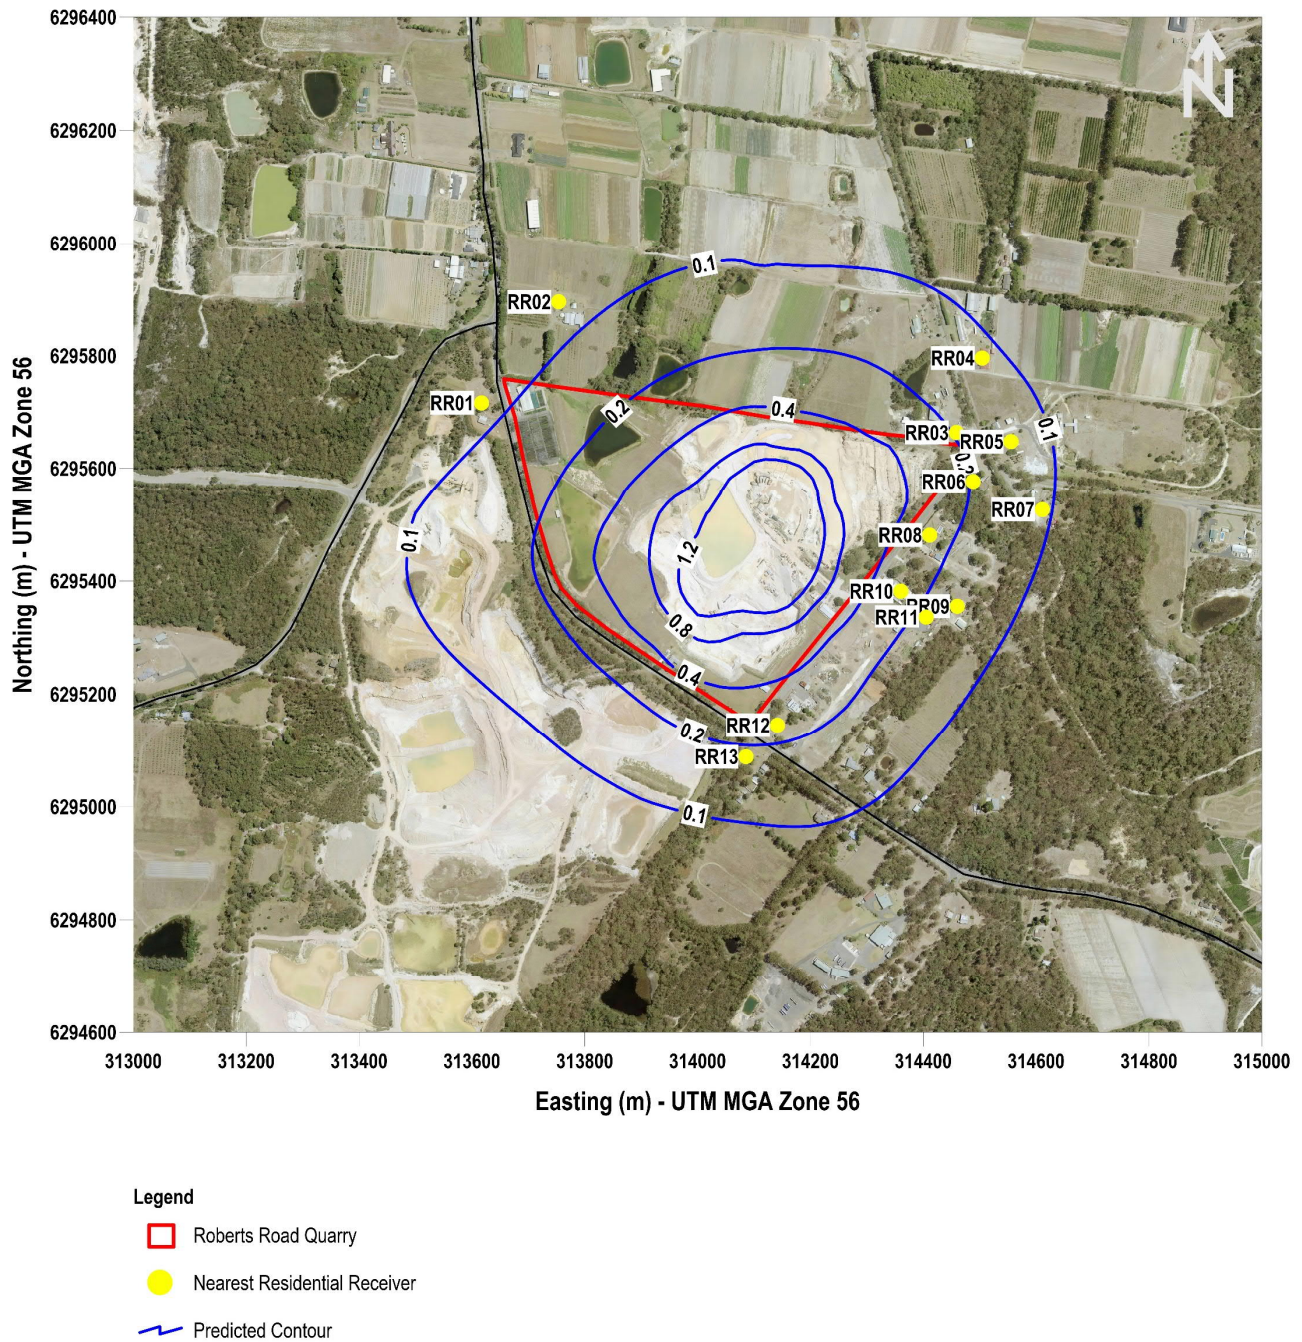 6296400
6296200
6296000
6295800
6295600
6295400
6295200
6295000
6294800
6294600
Northing (m) - UTM MGA Zone 56
N
0.1
RR02
RR04
RR01
0.2
0.4
0.1
RR03
RR05
0.2
RR06
RR07
0.1
1.2
RR08
RR10
RR09
RR11
0.8
0.4
RR12
0.2
RR13
0.1
313000 313200 313400 313600 313800 314000 314200 314400 314600 314800 315000
Easting (m) - UTM MGA Zone 56
Legend
Roberts Road Quarry
Nearest Residential Receiver
Predicted Contour